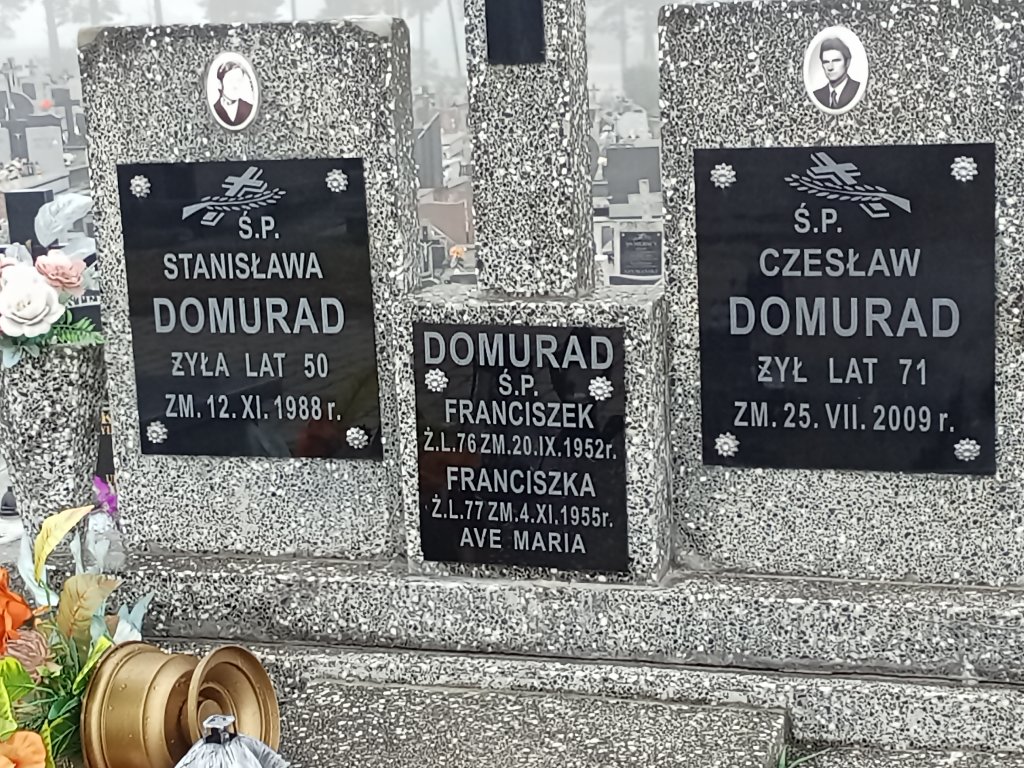 Ś.P.
STANISŁAWA
DOMURAD
ŻYŁA LAT 50
ZM. 12. XI. 1988 r.
DOMURAD
Ś.P.
FRANCISZEK
Ż.L.76 ZM.20.IX.1952r.
FRANCISZKA
Ż.L.77 ZM.4.XI.1955r.
AVE MARIA
Ś.P.
CZESŁAW
DOMURAD
ŻYŁ LAT 71
ZM. 25. VII. 2009 r.